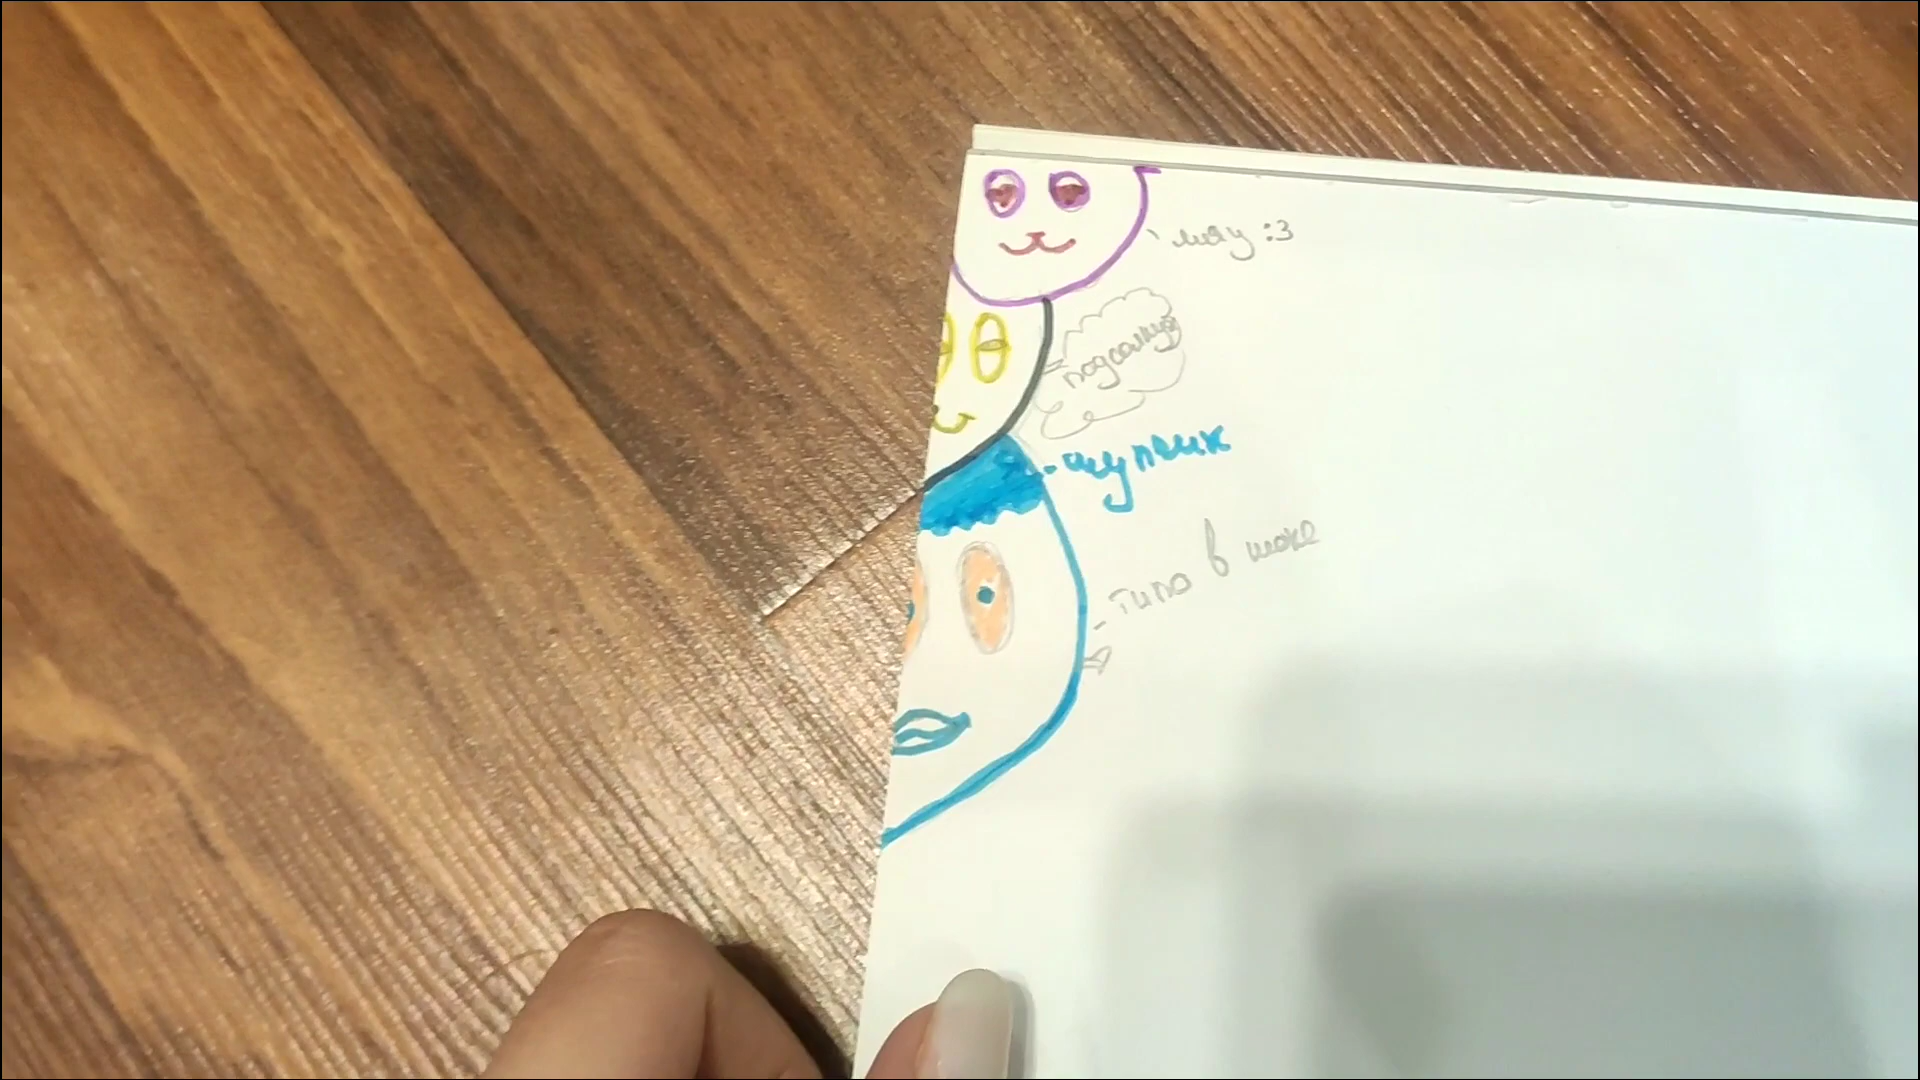 мяу :3
подсолнух
- чупчик
- типо в шоке